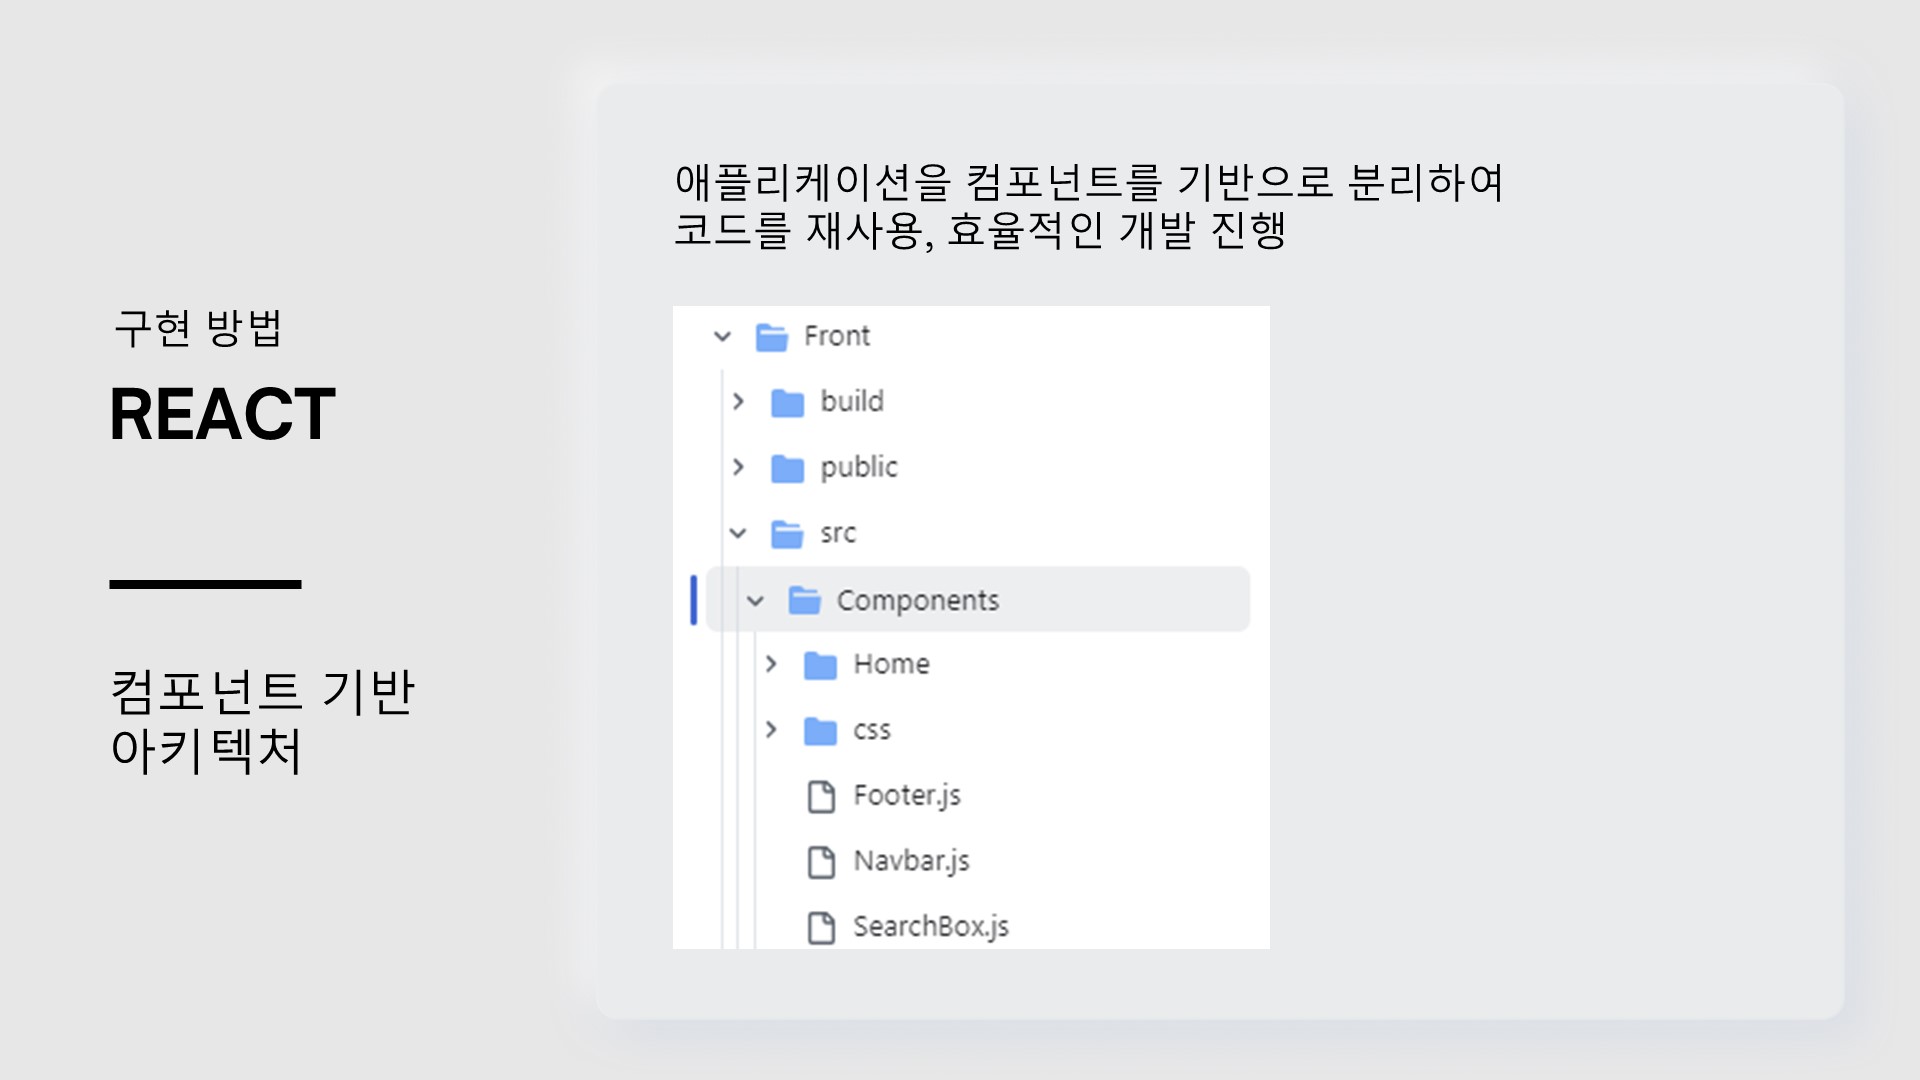 구현 방법
REACT
컴포넌트 기반
아키텍처
애플리케이션을 컴포넌트를 기반으로 분리하여
코드를 재사용, 효율적인 개발 진행
Front
build
public
src
Components
Home
css
Footer.js
Navbar.js
SearchBox.js